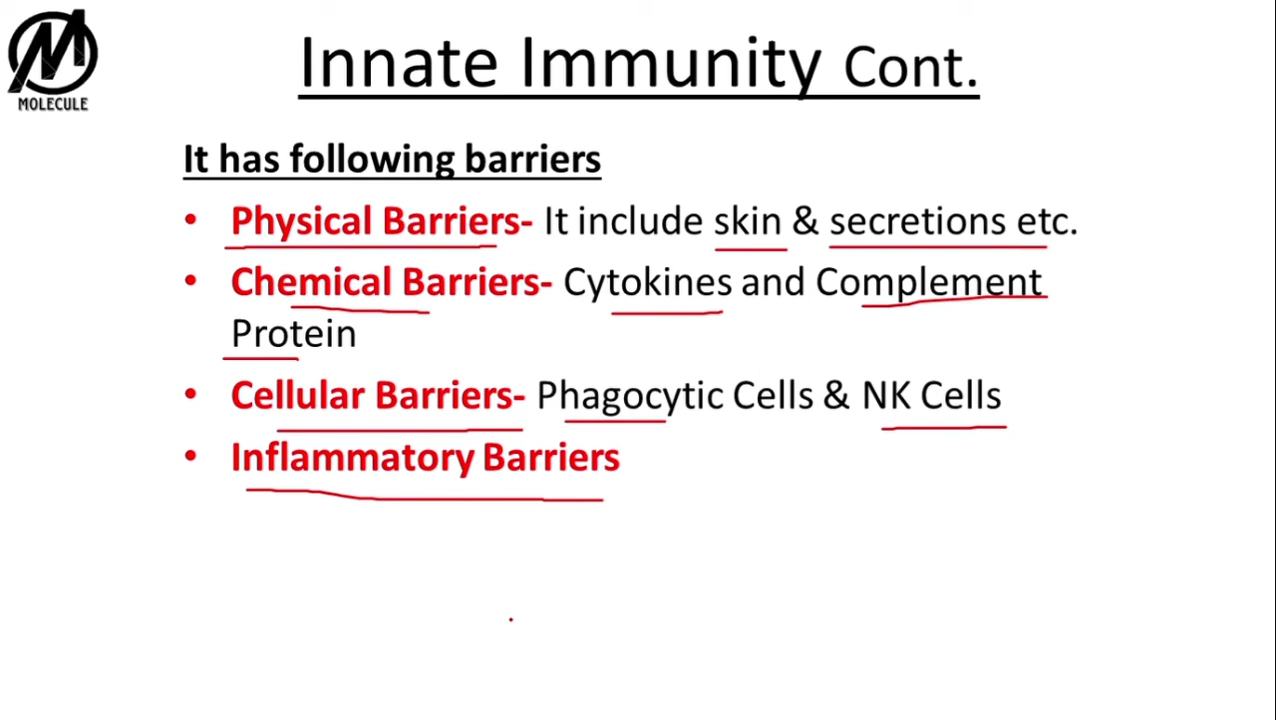 MOLECULE
Innate Immunity Cont.
It has following barriers
• Physical Barriers- It include skin & secretions etc.
• Chemical Barriers- Cytokines and Complement
Protein
• Cellular Barriers- Phagocytic Cells & NK Cells
• Inflammatory Barriers